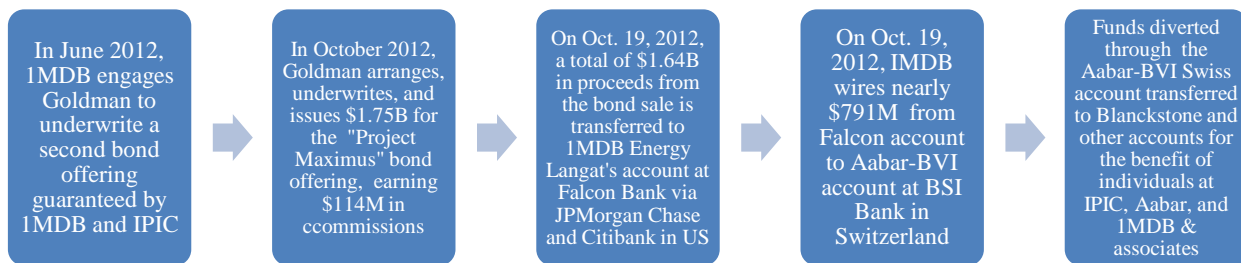 In June 2012,
1MDB engages
Goldman to
underwrite a
second bond
offering
guaranteed by
1MDB and IPIC
In October 2012,
Goldman arranges,
underwrites, and
issues $1.75B for
the "Project
Maximus" bond
offering, earning
$114M in
ccommissions
On Oct. 19, 2012,
a total of $1.64B
in proceeds from
the bond sale is
transferred to
1MDB Energy
Langat's account at
Falcon Bank via
JPMorgan Chase
and Citibank in US
On Oct. 19,
2012, IMDB
wires nearly
$791M from
Falcon account
to Aabar-BVI
account at BSI
Bank in
Switzerland
Funds diverted
through the
Aabar-BVI Swiss
account transferred
to Blanckstone and
other accounts for
the benefit of
individuals at
IPIC, Aabar, and
1MDB &
associates